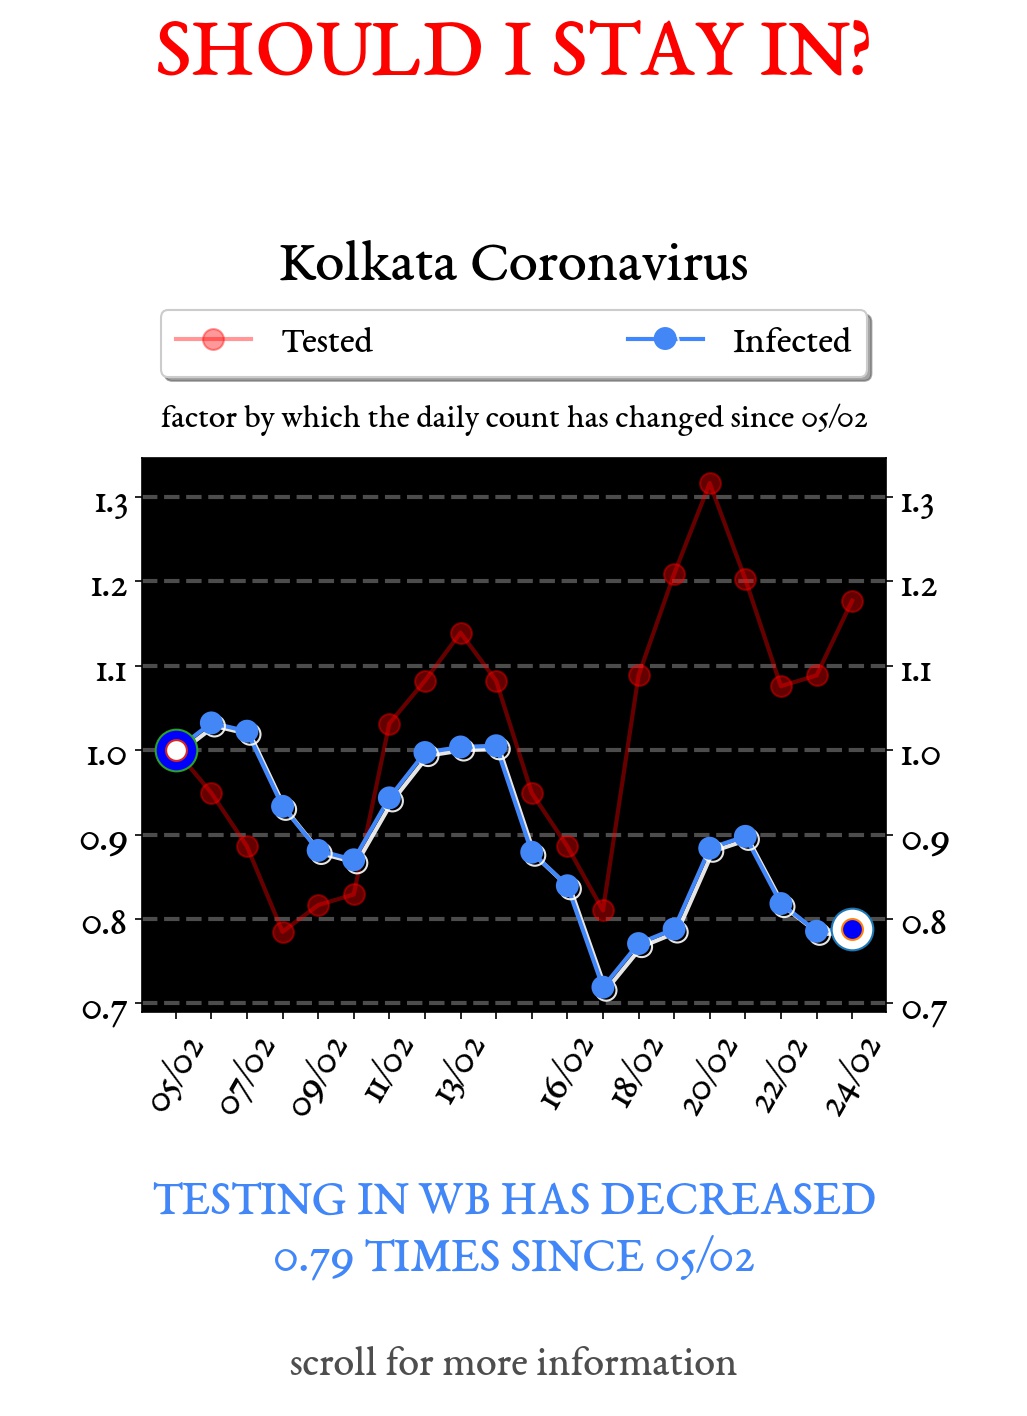 SHOULD I STAY IN?
Kolkata Coronavirus
Tested Infected
factor by which the daily count has changed since 05/02
1.3 1.3
1.2 1.2
1.1 1.1
1.0 1.0
0.9 0.9
0.8 0.8
0.7 0.7
05/02 07/02 09/02 11/02 13/02 16/02 18/02 20/02 22/02 24/02
TESTING IN WB HAS DECREASED
0.79 TIMES SINCE 05/02
scroll for more information